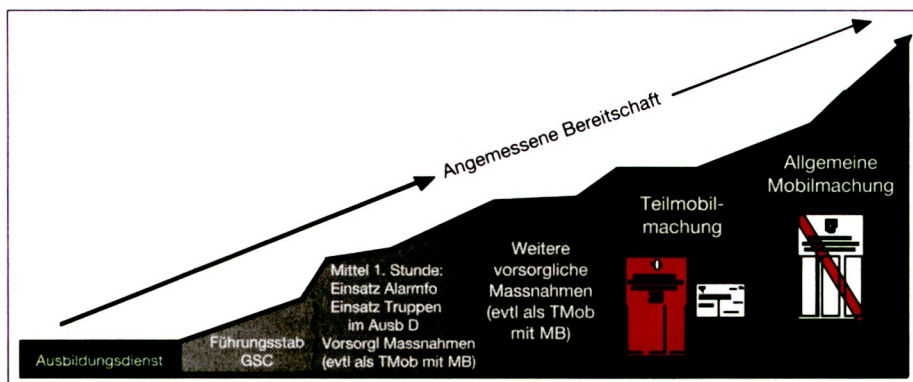 Angemessene Bereitschaft
Ausbildungsdienst
Führungsstab
GSC
Mittel 1. Stunde:
Einsatz Alarmfo
Einsatz Truppen
im Ausb D
Vorsorgl Massnahmen
(evtl als TMob mit MB)
Weitere
vorsorgliche
Massnahmen
(evtl als TMob
mit MB)
Teilmobil-
machung
Allgemeine
Mobilmachung